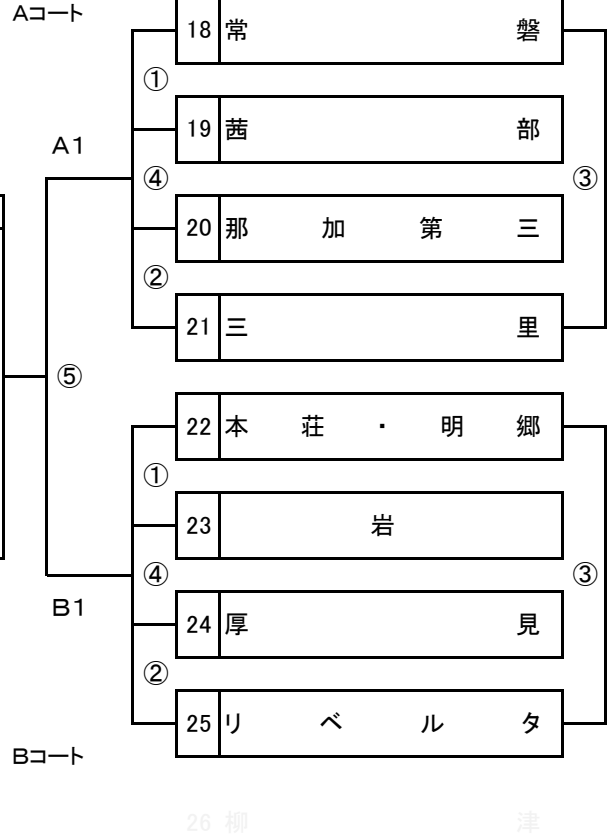 Aコート
18 常磐
①
19 茜部
A1
④
③
20 那加第三
②
21 三里
⑤
22 本荘・明郷
①
23 岩
④
③
B1
24 厚見
②
25 リベルタ
Bコート
26 柳津